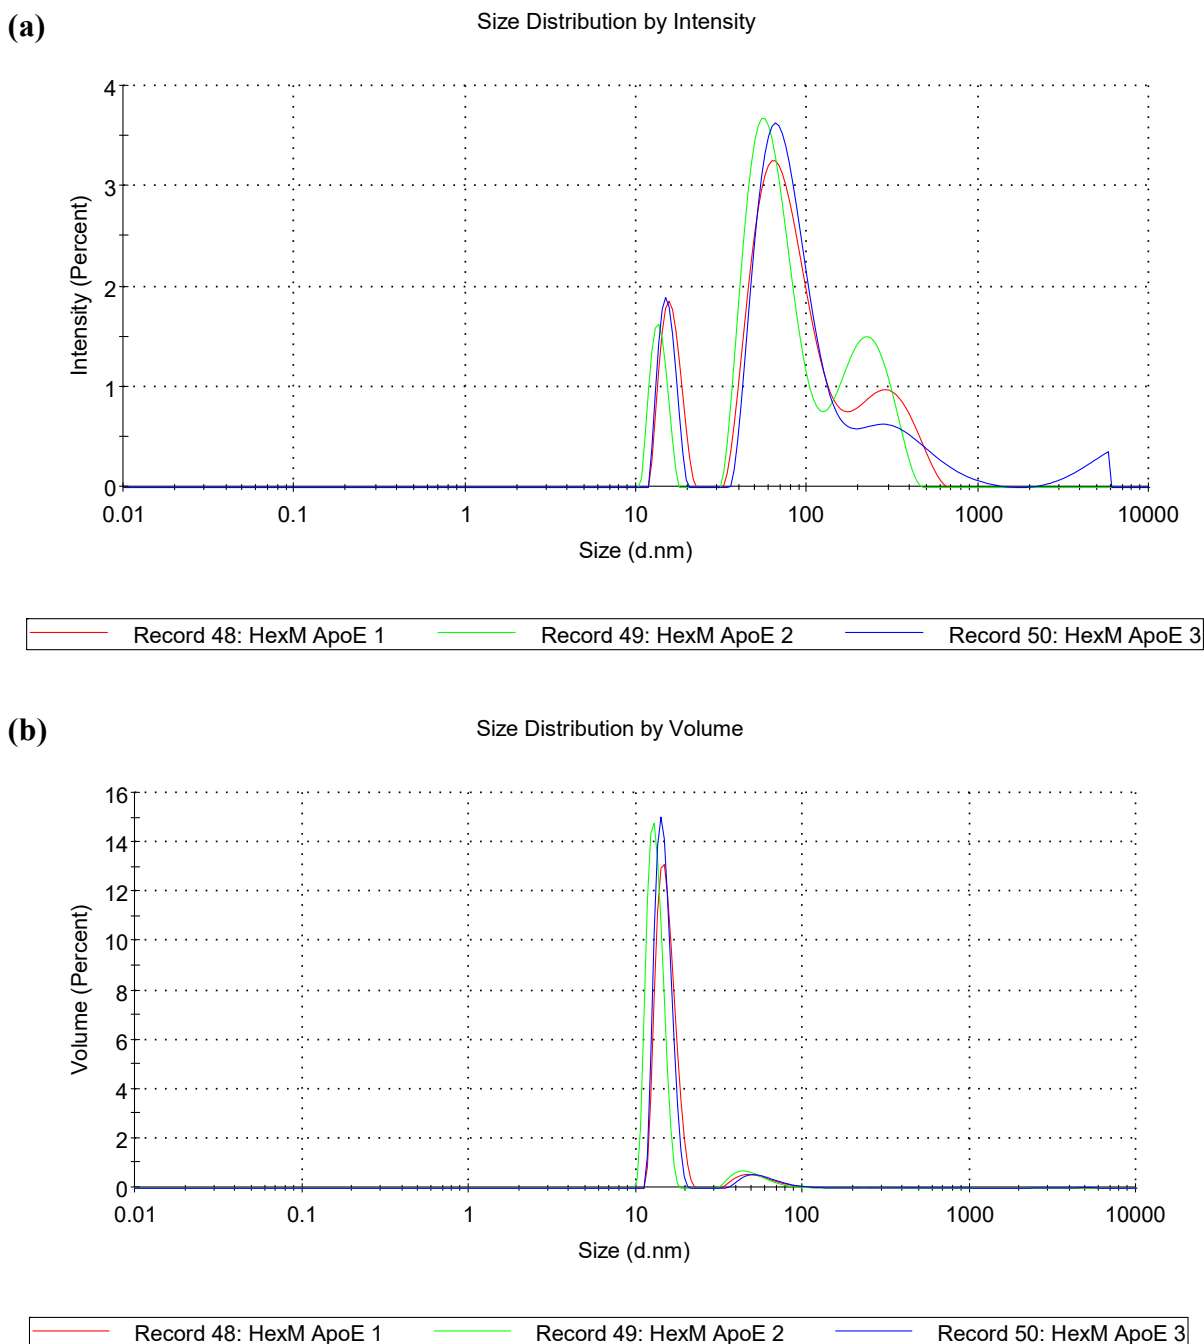 (a)
Size Distribution by Intensity
4
3
2
1
0
Intensity (Percent)
0.01 0.1 1 10 100 1000 10000
Size (d.nm)
Record 48: HexM ApoE 1 Record 49: HexM ApoE 2 Record 50: HexM ApoE 3
(b)
Size Distribution by Volume
16
14
12
10
8
6
4
2
0
Volume (Percent)
0.01 0.1 1 10 100 1000 10000
Size (d.nm)
Record 48: HexM ApoE 1 Record 49: HexM ApoE 2 Record 50: HexM ApoE 3